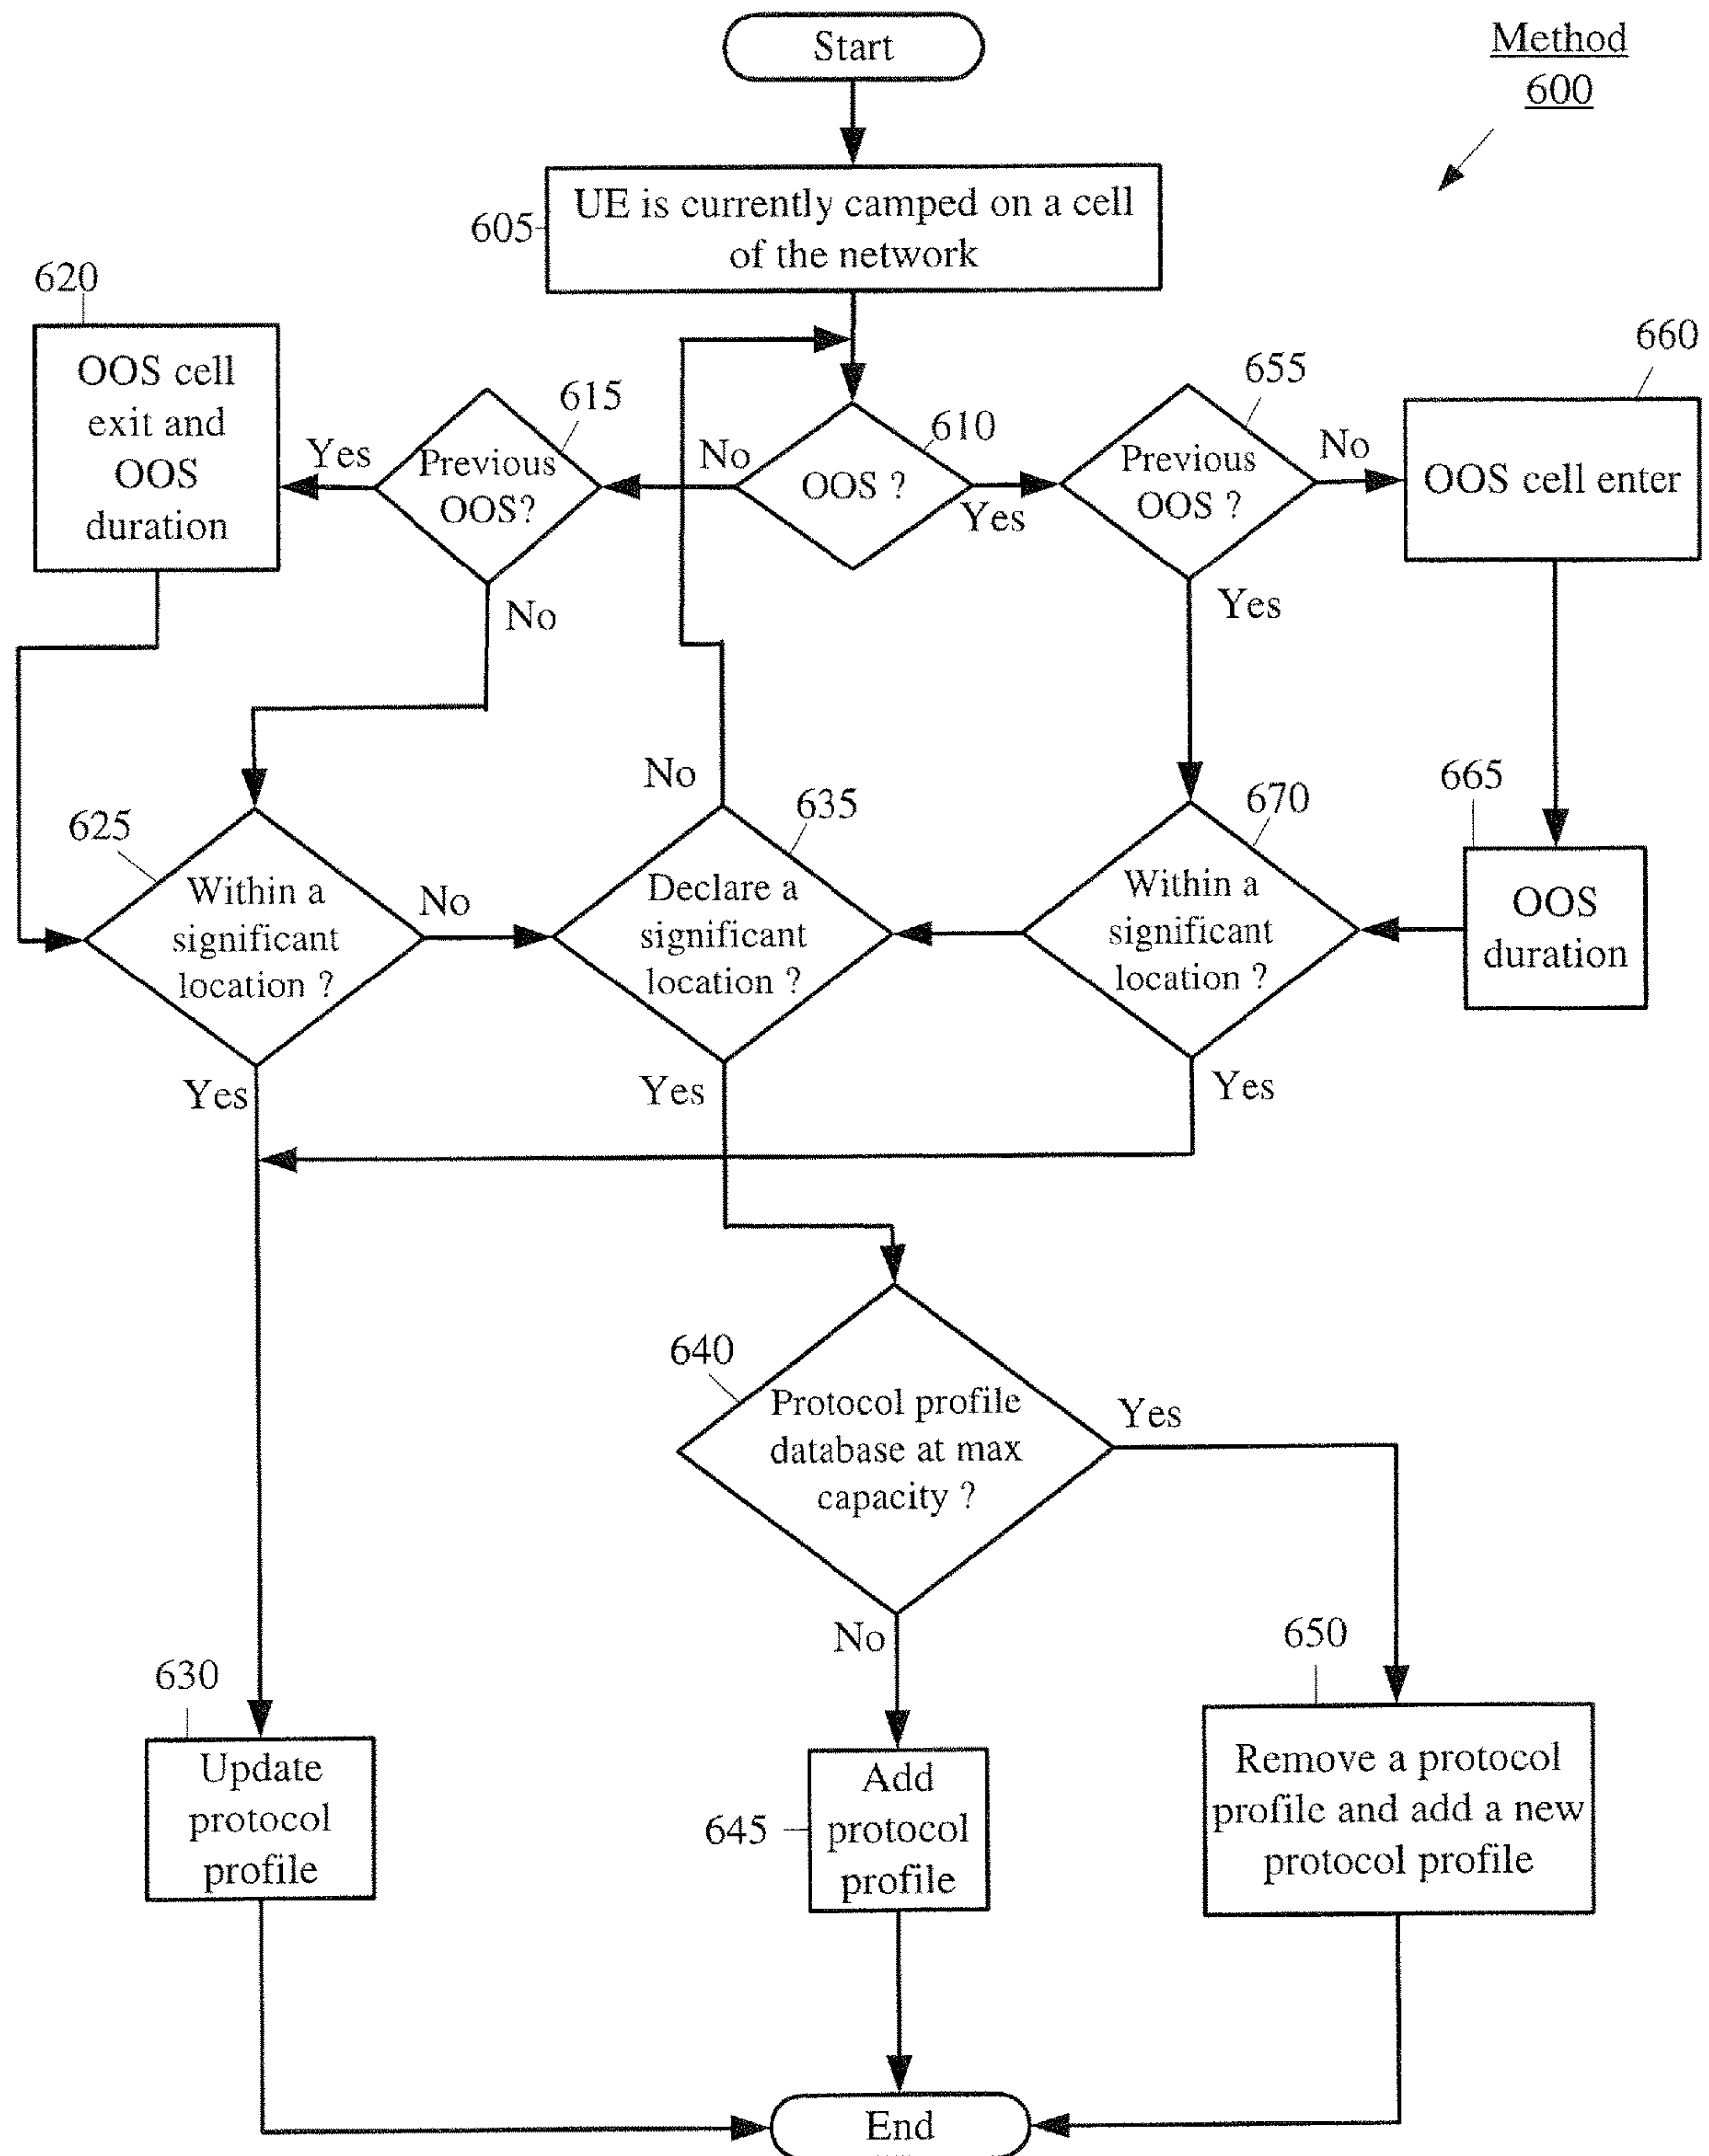 Start
Method
600
605
UE is currently camped on a cell
of the network
620
OOS cell
exit and
OOS
duration
Yes
615
Previous
OOS?
No
No
610
OOS ?
Yes
655
Previous
OOS ?
No
Yes
660
OOS cell enter
625
Within a
significant
location ?
No
Yes
No
635
Declare a
significant
location ?
Yes
670
Within a
significant
location ?
Yes
665
OOS
duration
640
Protocol profile
database at max
capacity ?
Yes
No
630
Update
protocol
profile
645
Add
protocol
profile
650
Remove a protocol
profile and add a new
protocol profile
End